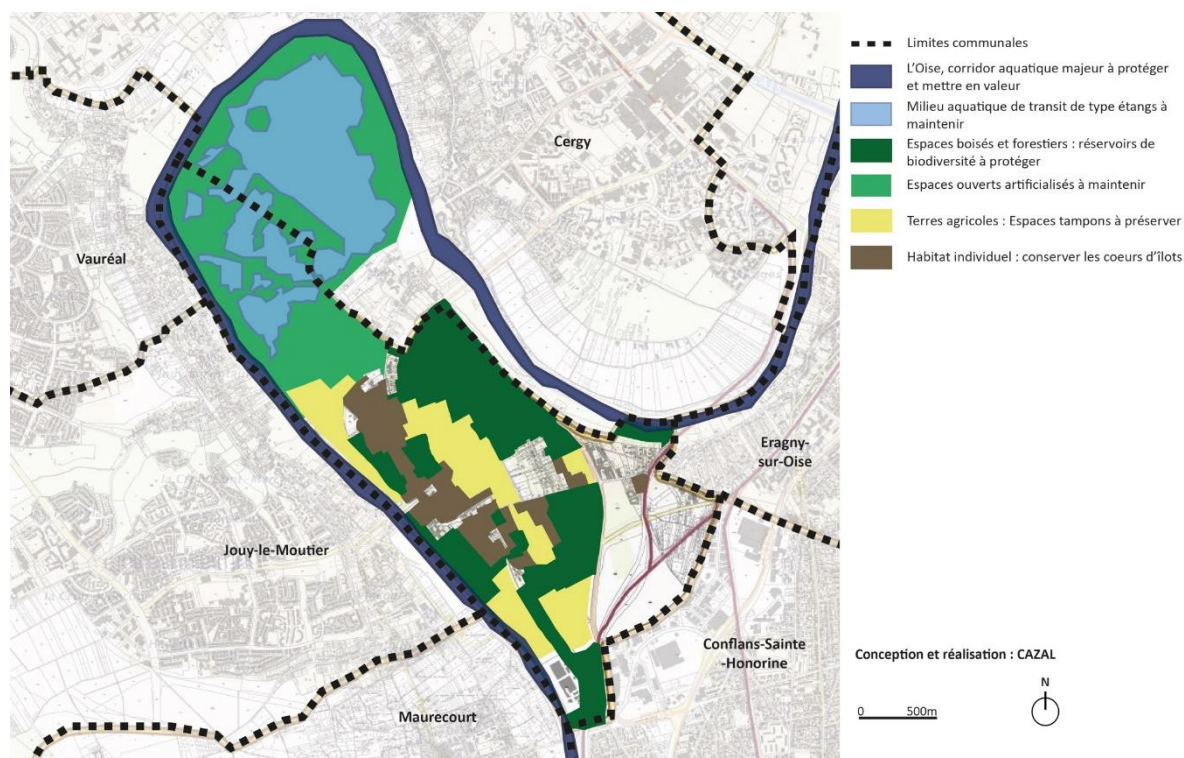 Limites communales
L'Oise, corridor aquatique majeur à protéger
et mettre en valeur
Milieu aquatique de transit de type étangs à
maintenir
Espaces boisés et forestiers : réservoirs de
biodiversité à protéger
Espaces ouverts artificialisés à maintenir
Terres agricoles : Espaces tampons à préserver
Habitat individuel : conserver les coeurs d'îlots
Cergy
Vauréal
Eragny-
sur-Oise
Jouy-le-Moutier
Conflans-Sainte
-Honorine
Maurecourt
Conception et réalisation : CAZAL
N
0 500m